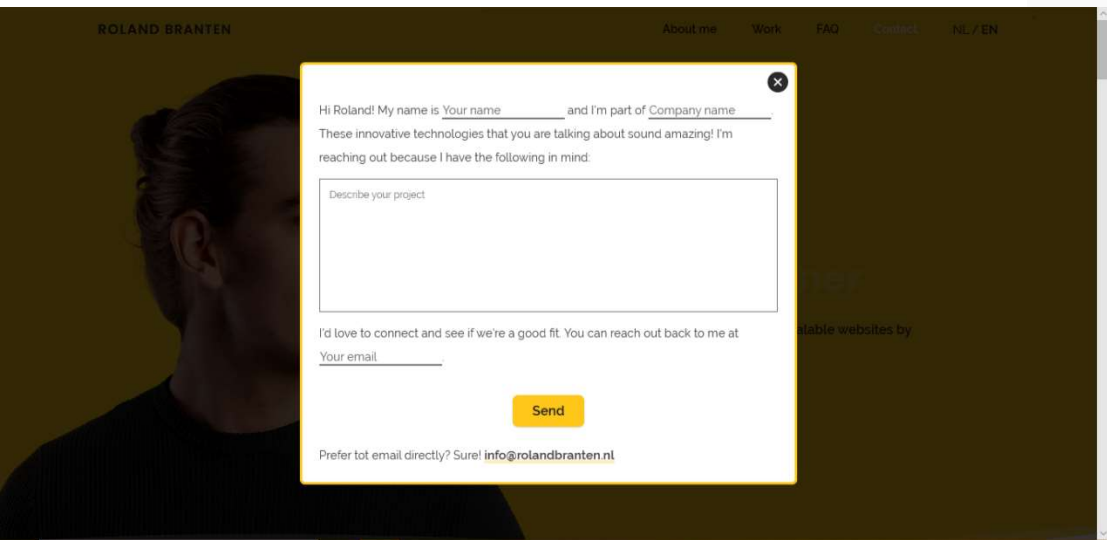 ROLAND BRANTEN
About me Work FAQ Contact NL / EN
Hi Roland! My name is Your name and I'm part of Company name .
These innovative technologies that you are talking about sound amazing! I'm
reaching out because I have the following in mind:
Describe your project
alable websites by
I'd love to connect and see if we're a good fit. You can reach out back to me at
Your email .
Send
Prefer tot email directly? Sure! info@rolandbranten.nl